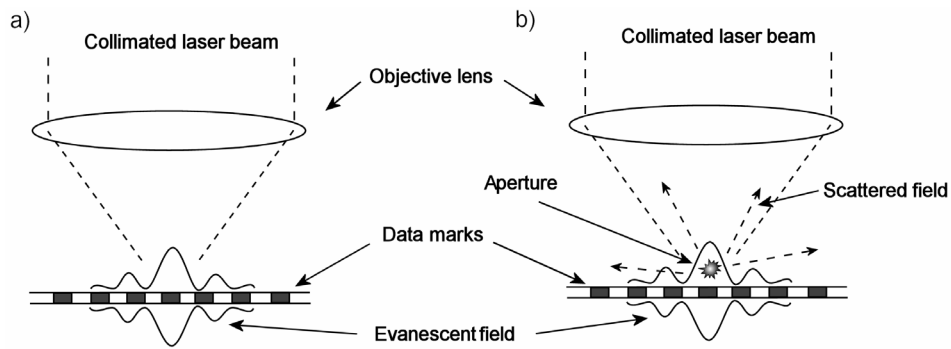 a)
Collimated laser beam
Objective lens
Data marks
Evanescent field
b)
Collimated laser beam
Aperture
Scattered field